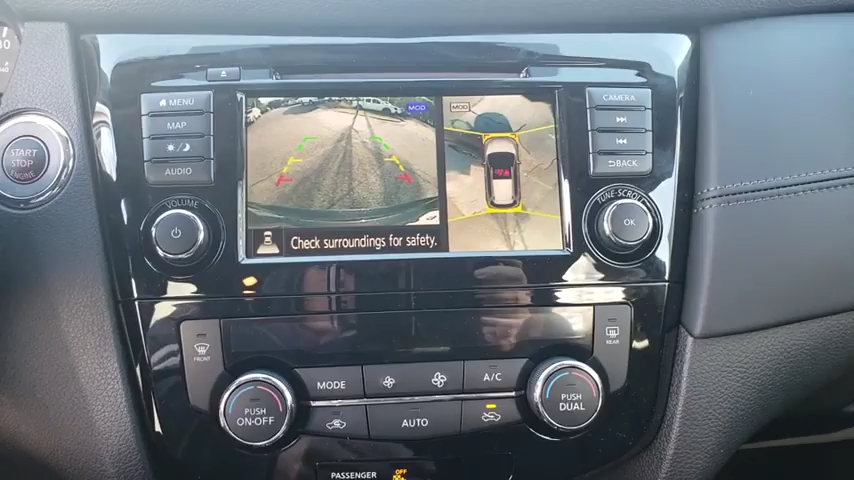 80
START
STOP
ENGINE
MENU
MAP
AUDIO
VOLUME
MOD
MOD
Check surroundings for safety.
CAMERA
BACK
TUNE·SCROLL
OK
FRONT
REAR
MODE
A/C
PUSH
ON·OFF
AUTO
PUSH
DUAL
PASSENGER
OFF